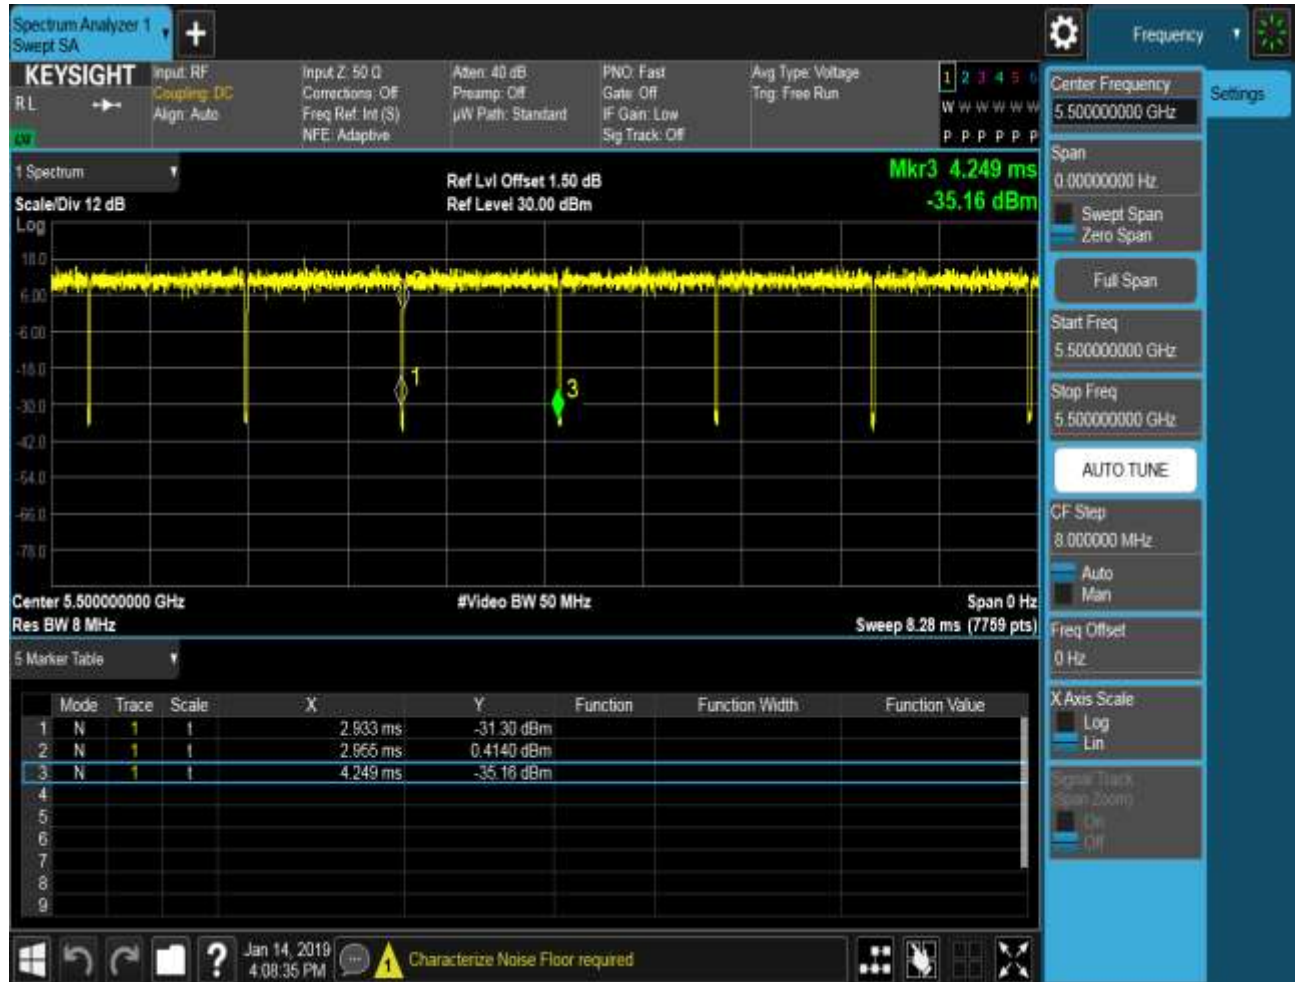 Spectrum Analyzer 1
Swept SA
Frequency
KEYSIGHT
RL
Input: RF
Coupling: DC
Align: Auto
Input Z: 50 Ω
Corrections: Off
Freq Ref: Int (S)
NFE: Adaptive
Atten: 40 dB
Preamp: Off
µW Path: Standard
PNO: Fast
Gate: Off
IF Gain: Low
Sig Track: Off
Avg Type: Voltage
Trig: Free Run
1 2 3 4 5 6
W W W W W W
P P P P P P
1 Spectrum
Scale/Div 12 dB
Ref Lvl Offset 1.50 dB
Ref Level 30.00 dBm
Mkr3 4.249 ms
-35.16 dBm
Log
18.0
6.00
-6.00
-18.0
-30.0
-42.0
-54.0
-66.0
-78.0
1
3
Center 5.500000000 GHz
#Video BW 50 MHz
Span 0 Hz
Res BW 8 MHz
Sweep 8.28 ms (7759 pts)
5 Marker Table
Mode Trace Scale X Y Function Function Width Function Value
1 N 1 t 2.933 ms -31.30 dBm
2 N 1 t 2.955 ms 0.4140 dBm
3 N 1 t 4.249 ms -35.16 dBm
4
5
6
7
8
9
Jan 14, 2019
4:08:35 PM
Characterize Noise Floor required
Center Frequency
5.500000000 GHz
Settings
Span
0.00000000 Hz
Swept Span
Zero Span
Full Span
Start Freq
5.500000000 GHz
Stop Freq
5.500000000 GHz
AUTO TUNE
CF Step
8.000000 MHz
Auto
Man
Freq Offset
0 Hz
X Axis Scale
Log
Lin
Signal Track
(Span Zoom)
On
Off